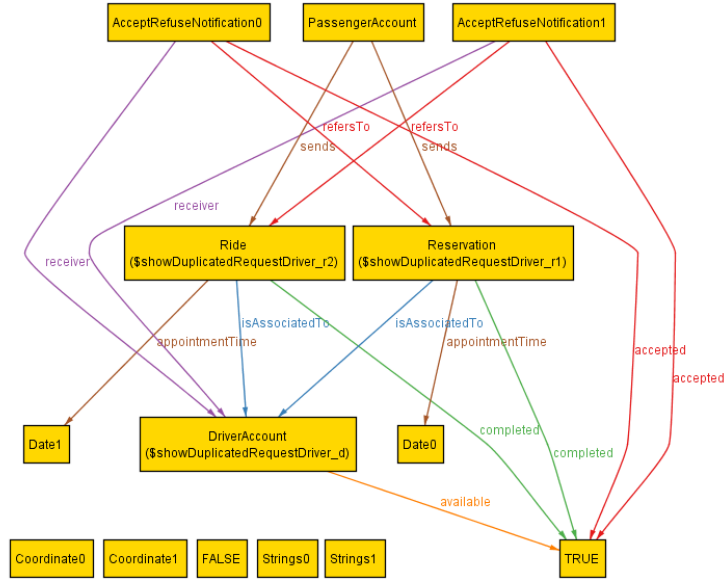 AcceptRefuseNotification0
PassengerAccount
AcceptRefuseNotification1
refersTo
refersTo
sends
sends
receiver
Ride
($showDuplicatedRequestDriver_r2)
Reservation
($showDuplicatedRequestDriver_r1)
receiver
isAssociatedTo
isAssociatedTo
appointmentTime
appointmentTime
accepted
accepted
Date1
DriverAccount
($showDuplicatedRequestDriver_d)
Date0
completed
completed
available
Coordinate0
Coordinate1
FALSE
Strings0
Strings1
TRUE